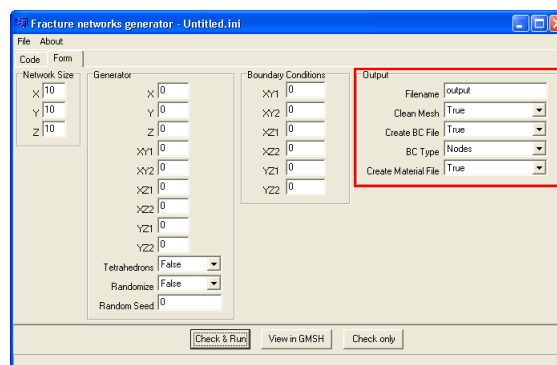 Fracture networks generator - Untitled.ini
File About
Code Form
Network Size
X 10
Y 10
Z 10
Generator
X 0
Y 0
Z 0
XY1 0
XY2 0
XZ1 0
XZ2 0
YZ1 0
YZ2 0
Tetrahedrons False
Randomize False
Random Seed 0
Boundary Conditions
XY1 0
XY2 0
XZ1 0
XZ2 0
YZ1 0
YZ2 0
Output
Filename output
Clean Mesh True
Create BC File True
BC Type Nodes
Create Material File True
Check & Run View in GMSH Check only